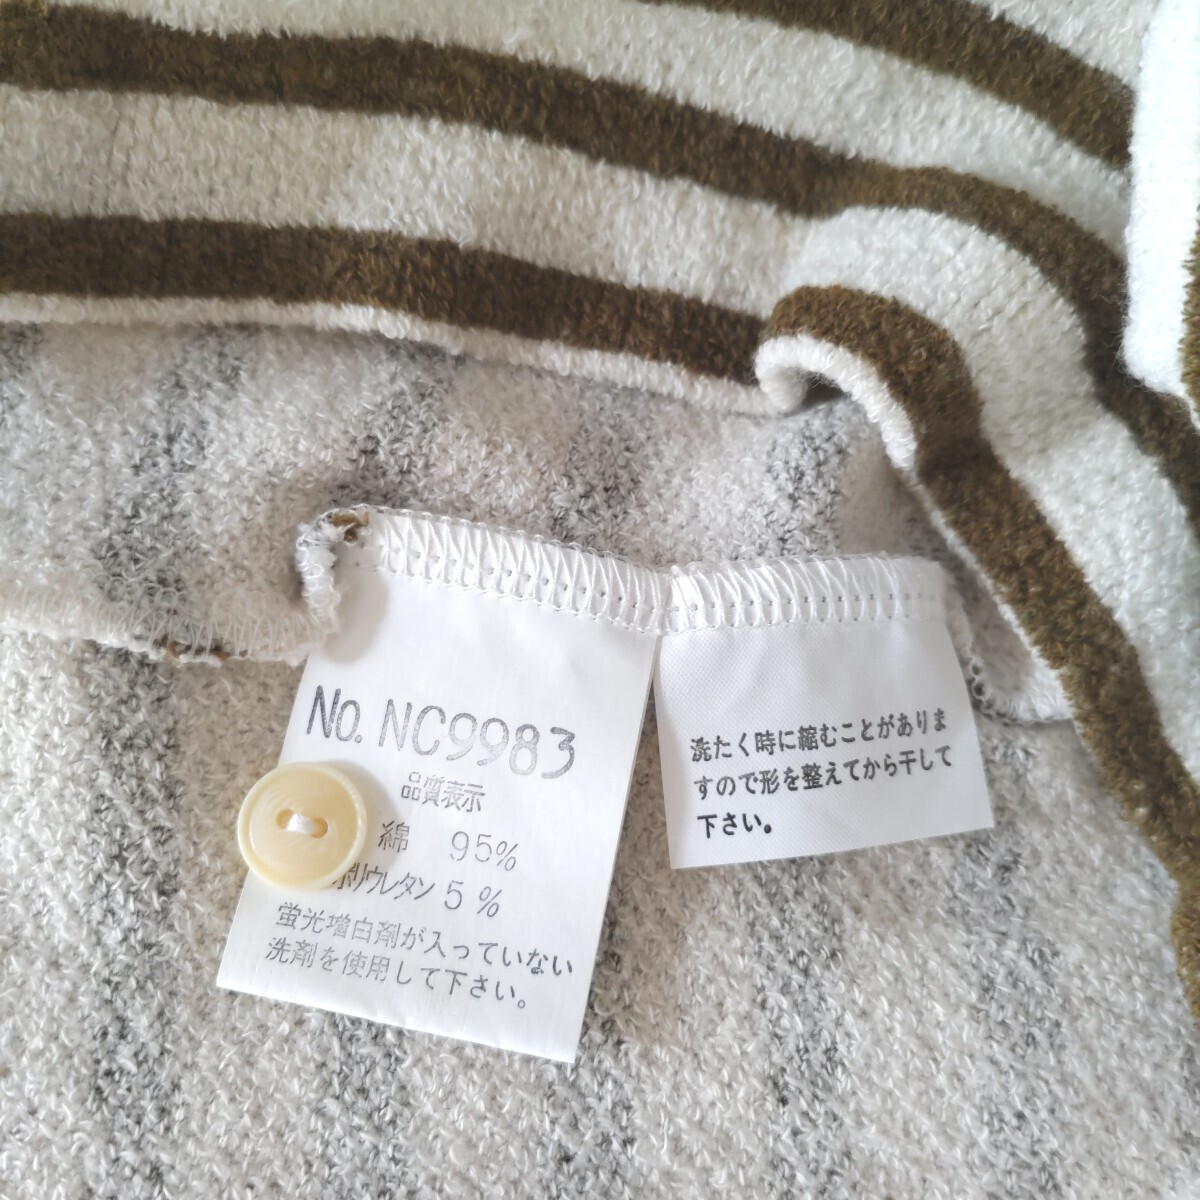 No. NC9983
品質表示
綿 95%
ポリウレタン 5%
蛍光増白剤が入っていない
洗剤を使用して下さい。
洗たく時に縮むことがありま
すので形を整えてから干して
下さい。